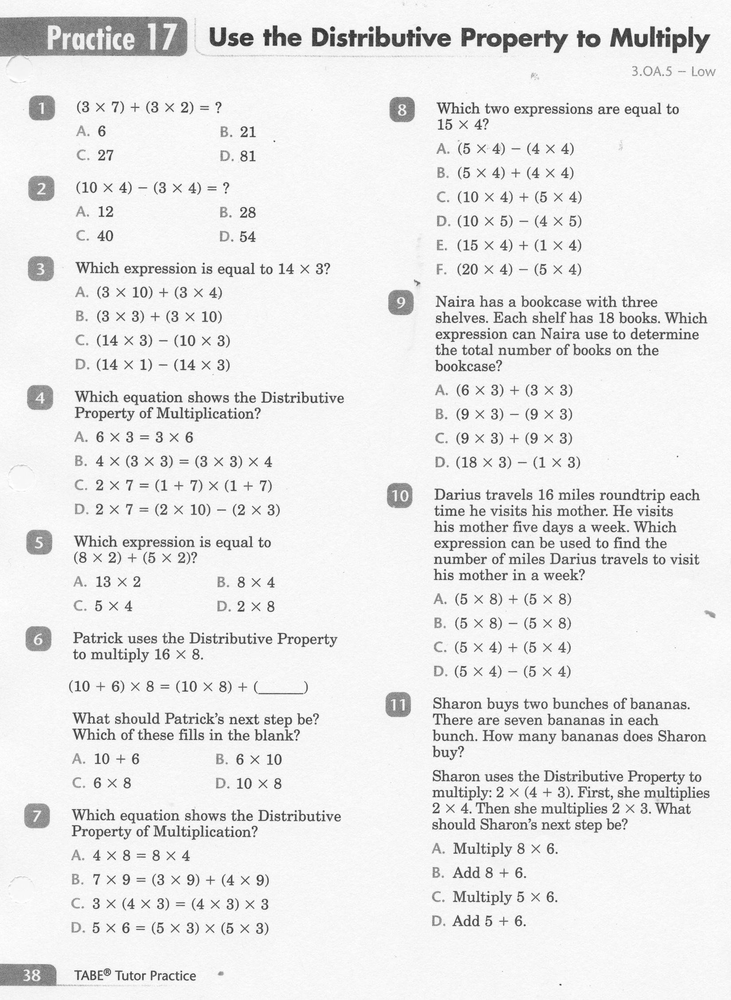 Practice 17
Use the Distributive Property to Multiply
3.OA.5 – Low
1
(3 × 7) + (3 × 2) = ?
A. 6
B. 21
C. 27
D. 81
2
(10 × 4) − (3 × 4) = ?
A. 12
B. 28
C. 40
D. 54
3
Which expression is equal to 14 × 3?
A. (3 × 10) + (3 × 4)
B. (3 × 3) + (3 × 10)
C. (14 × 3) − (10 × 3)
D. (14 × 1) − (14 × 3)
4
Which equation shows the Distributive
Property of Multiplication?
A. 6 × 3 = 3 × 6
B. 4 × (3 × 3) = (3 × 3) × 4
C. 2 × 7 = (1 + 7) × (1 + 7)
D. 2 × 7 = (2 × 10) − (2 × 3)
5
Which expression is equal to
(8 × 2) + (5 × 2)?
A. 13 × 2
B. 8 × 4
C. 5 × 4
D. 2 × 8
6
Patrick uses the Distributive Property
to multiply 16 × 8.
(10 + 6) × 8 = (10 × 8) + (______)
What should Patrick’s next step be?
Which of these fills in the blank?
A. 10 + 6
B. 6 × 10
C. 6 × 8
D. 10 × 8
7
Which equation shows the Distributive
Property of Multiplication?
A. 4 × 8 = 8 × 4
B. 7 × 9 = (3 × 9) + (4 × 9)
C. 3 × (4 × 3) = (4 × 3) × 3
D. 5 × 6 = (5 × 3) × (5 × 3)
8
Which two expressions are equal to
15 × 4?
A. (5 × 4) − (4 × 4)
B. (5 × 4) + (4 × 4)
C. (10 × 4) + (5 × 4)
D. (10 × 5) − (4 × 5)
E. (15 × 4) + (1 × 4)
F. (20 × 4) − (5 × 4)
9
Naira has a bookcase with three
shelves. Each shelf has 18 books. Which
expression can Naira use to determine
the total number of books on the
bookcase?
A. (6 × 3) + (3 × 3)
B. (9 × 3) − (9 × 3)
C. (9 × 3) + (9 × 3)
D. (18 × 3) − (1 × 3)
10
Darius travels 16 miles roundtrip each
time he visits his mother. He visits
his mother five days a week. Which
expression can be used to find the
number of miles Darius travels to visit
his mother in a week?
A. (5 × 8) + (5 × 8)
B. (5 × 8) − (5 × 8)
C. (5 × 4) + (5 × 4)
D. (5 × 4) − (5 × 4)
11
Sharon buys two bunches of bananas.
There are seven bananas in each
bunch. How many bananas does Sharon
buy?
Sharon uses the Distributive Property to
multiply: 2 × (4 + 3). First, she multiplies
2 × 4. Then she multiplies 2 × 3. What
should Sharon’s next step be?
A. Multiply 8 × 6.
B. Add 8 + 6.
C. Multiply 5 × 6.
D. Add 5 + 6.
38
TABE® Tutor Practice